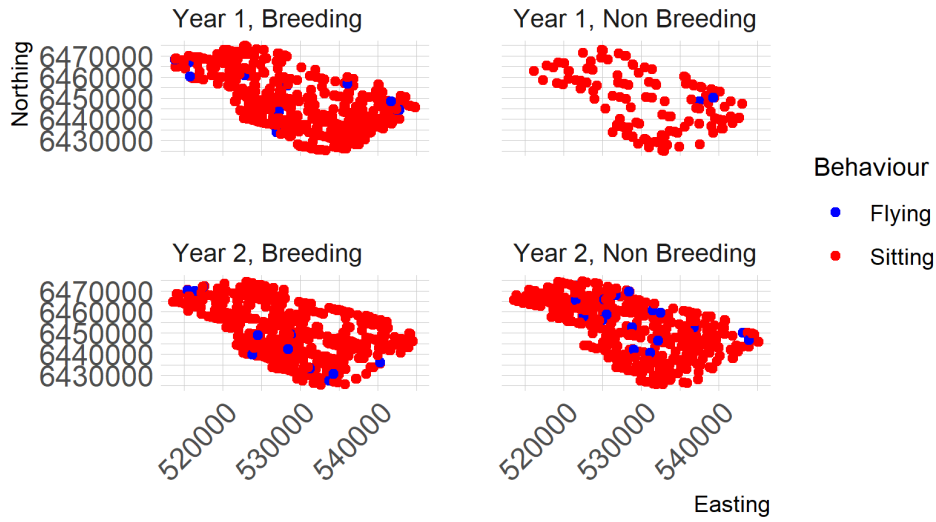 Year 1, Breeding
Year 1, Non Breeding
Northing
6470000
6460000
6450000
6440000
6430000
Behaviour
Flying
Sitting
Year 2, Breeding
Year 2, Non Breeding
6470000
6460000
6450000
6440000
6430000
520000
530000
540000
520000
530000
540000
Easting